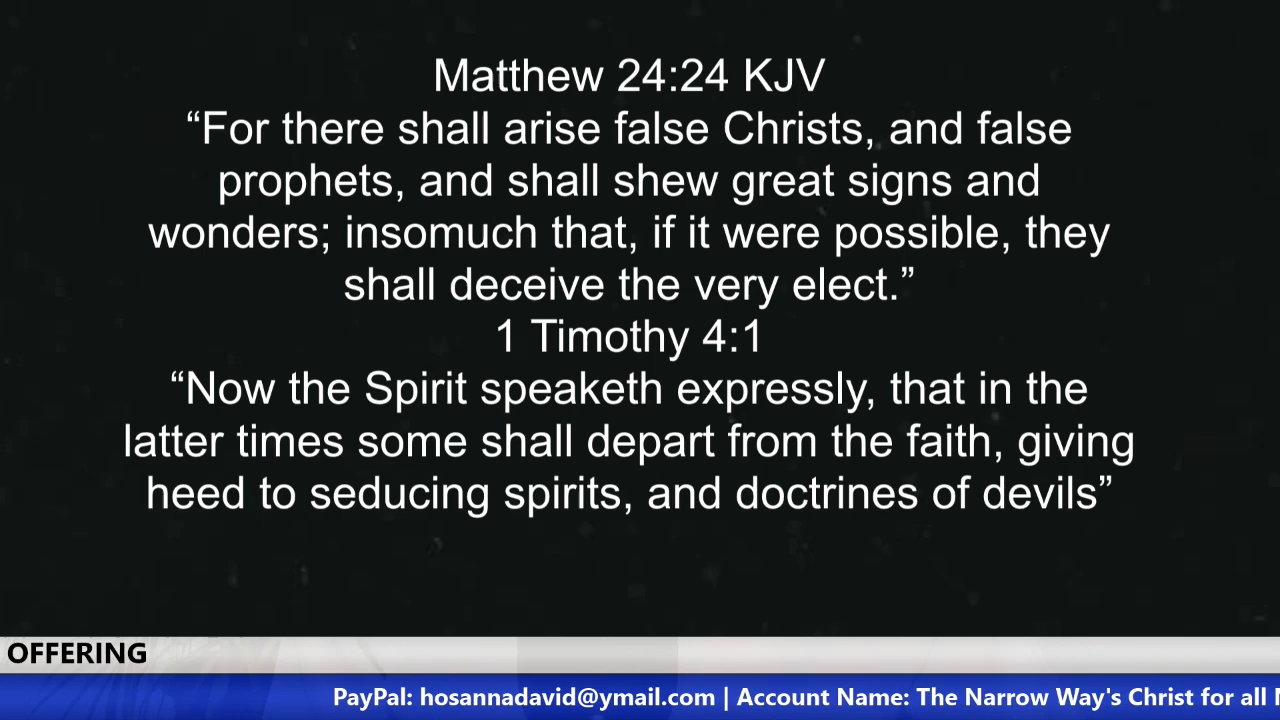 Matthew 24:24 KJV
“For there shall arise false Christs, and false
prophets, and shall shew great signs and
wonders; insomuch that, if it were possible, they
shall deceive the very elect.”
1 Timothy 4:1
“Now the Spirit speaketh expressly, that in the
latter times some shall depart from the faith, giving
heed to seducing spirits, and doctrines of devils”
OFFERING
PayPal: hosannadavid@ymail.com | Account Name: The Narrow Way's Christ for all